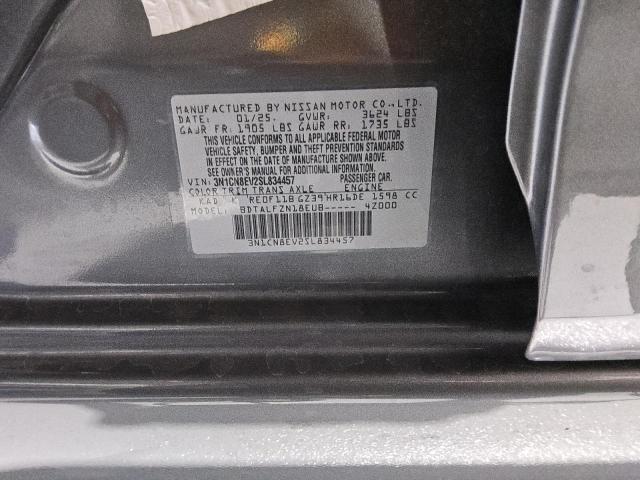 MANUFACTURED BY NISSAN MOTOR CO.,LTD.
DATE: 01/25. GVWR: 3624 LBS
GAWR FR: 1905 LBS GAWR RR: 1735 LBS
THIS VEHICLE CONFORMS TO ALL APPLICABLE FEDERAL MOTOR
VEHICLE SAFETY, BUMPER AND THEFT PREVENTION STANDARDS
IN EFFECT ON THE DATE OF MANUFACTURE SHOWN ABOVE.
SEE OWNER'S MANUAL FOR ADDITIONAL INFORMATION
VIN: 3N1CN8EV2SL834457 PASSENGER CAR.
COLOR TRIM TRANS AXLE ENGINE
KAD K RE0F11B GZ39 HR16DE 1598 CC
MODEL: BDTALFZN18EUB----- 4Z000
3N1CN8EV2SL834457